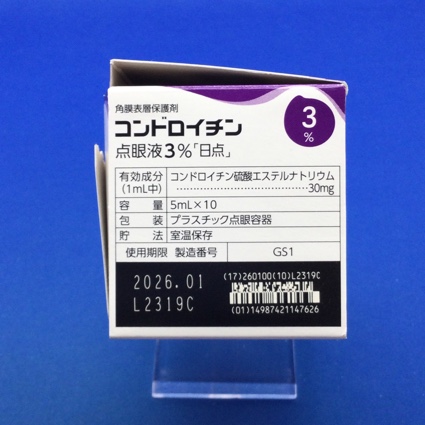 角膜表層保護剤
コンドロイチン
点眼液3%「日点」
3
%
有効成分 コンドロイチン硫酸エステルナトリウム
(1mL中) 30mg
容 量 5mL×10
包 装 プラスチック点眼容器
貯 法 室温保存
使用期限 製造番号 GS1
2026.01
L2319C
(17)260100(10)L2319C
(01)14987421147626